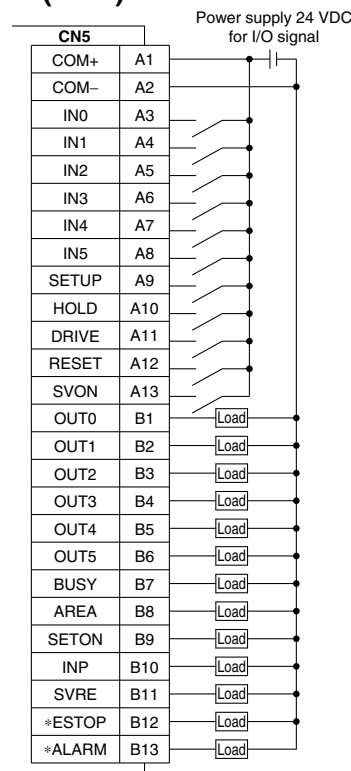 Power supply 24 VDC
for I/O signal
CN5
COM+ A1
COM− A2
IN0 A3
IN1 A4
IN2 A5
IN3 A6
IN4 A7
IN5 A8
SETUP A9
HOLD A10
DRIVE A11
RESET A12
SVON A13
OUT0 B1 Load
OUT1 B2 Load
OUT2 B3 Load
OUT3 B4 Load
OUT4 B5 Load
OUT5 B6 Load
BUSY B7 Load
AREA B8 Load
SETON B9 Load
INP B10 Load
SVRE B11 Load
*ESTOP B12 Load
*ALARM B13 Load